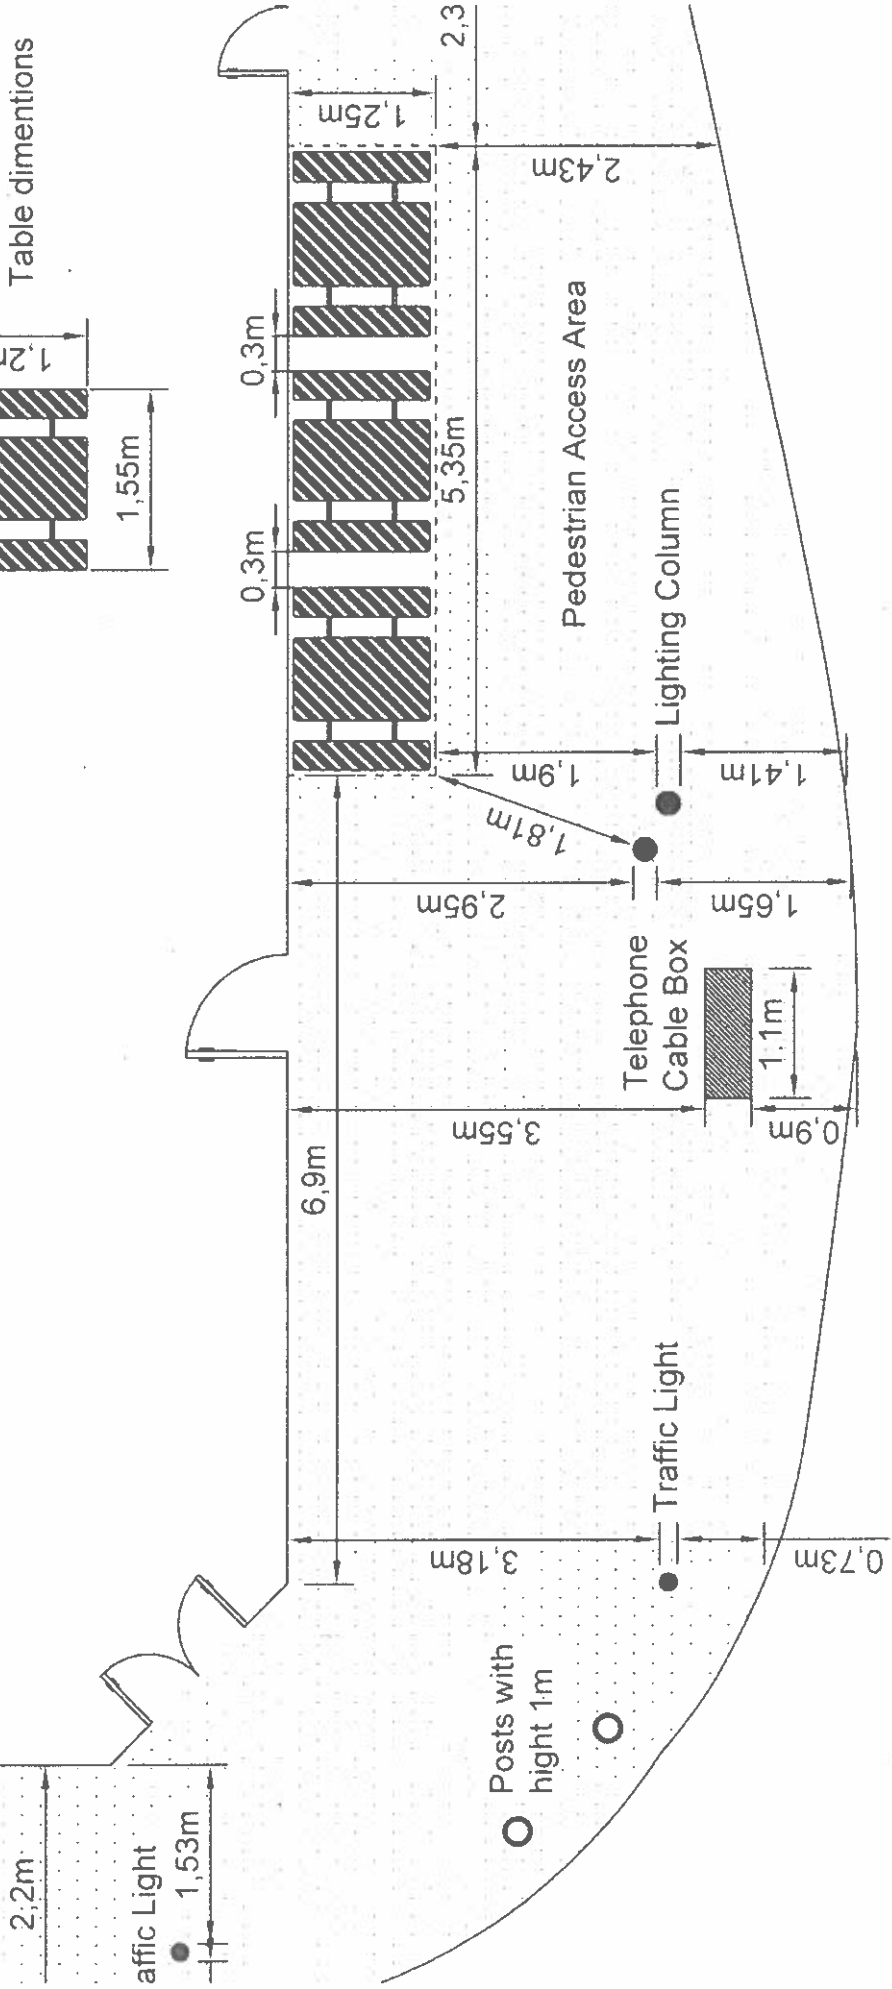 Table dimentions
1,2
1,55m
2,3
1,25m
2,43m
0,3m
0,3m
5,35m
Pedestrian Access Area
Lighting Column
1,9m
1,41m
1,81m
2,95m
1,65m
Telephone
Cable Box
1.1m
3,55m
0,9m
6,9m
Traffic Light
3,18m
0,73m
Posts with
hight 1m
2,2m
affic Light
1,53m